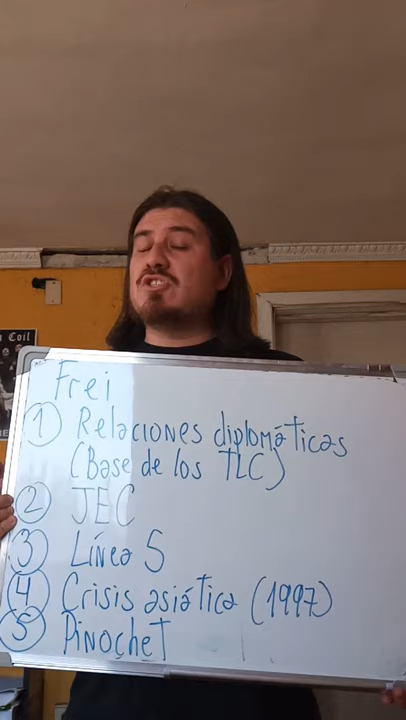 Coil
Frei
1 Relaciones diplomáticas
(Base de los TLC)
2 JEC
3 Línea 5
4 Crisis asiática (1997)
5 Pinochet